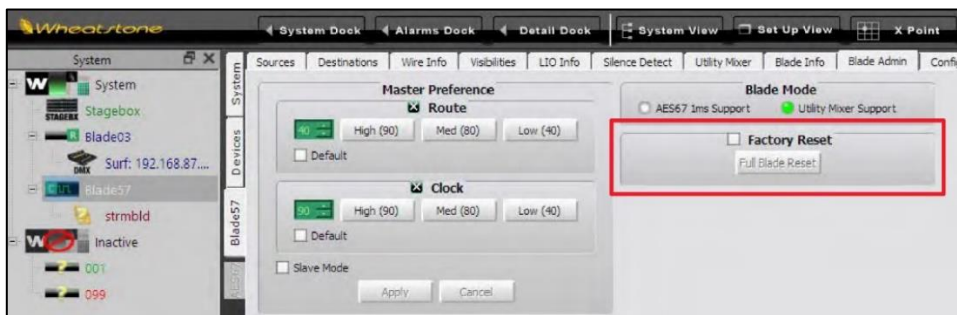 Wheatstone
System Dock Alarms Dock Detail Dock System View Set Up View X Point
System
System
STAGEBX Stagebox
Blade03
DMX Surf: 192.168.87....
Blade57
strmbld
Inactive
001
099
System
Devices
Blade57
Sources Destinations Wire Info Visibilities LIO Info Silence Detect Utility Mixer Blade Info Blade Admin Confi
Master Preference
Route
40 High (90) Med (80) Low (40)
Default
Clock
90 High (90) Med (80) Low (40)
Default
Slave Mode
Apply Cancel
Blade Mode
AES67 1ms Support Utility Mixer Support
Factory Reset
Full Blade Reset